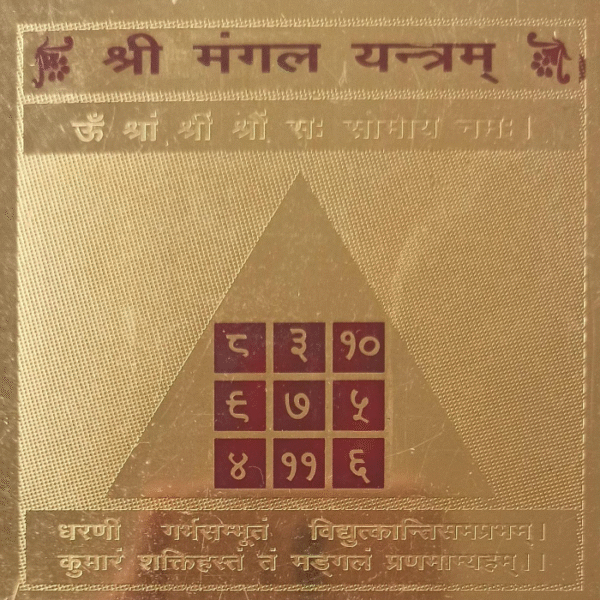 श्री मंगल यन्त्रम्
ॐ श्रां श्रीं श्रौं सः सोमाय नमः।
८ ३ १०
९ ७ ५
४ ११ ६
धरणीं गर्भसम्भूतं विद्युत्कान्तिसमप्रभम्।
कुमारं शक्तिहस्तं तं मङ्गलं प्रणमाम्यहम्।।